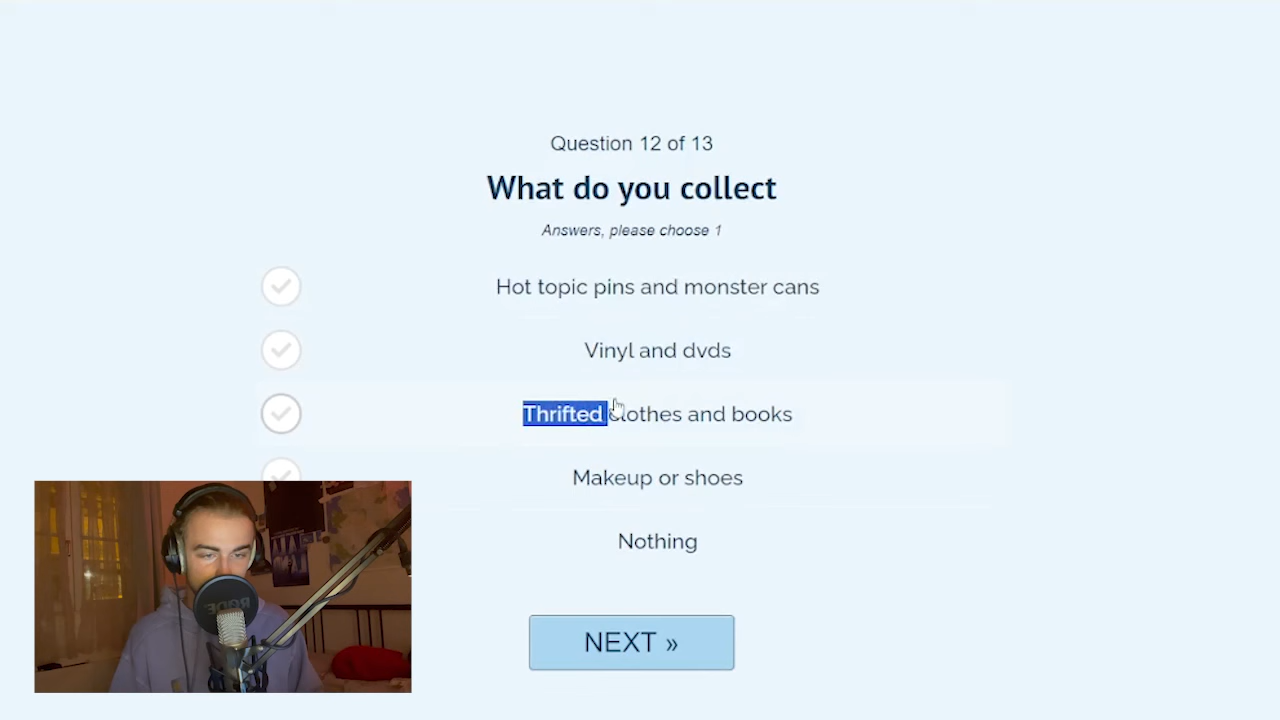 Question 12 of 13
What do you collect
Answers, please choose 1
Hot topic pins and monster cans
Vinyl and dvds
Thrifted clothes and books
Makeup or shoes
Nothing
NEXT »
RODE